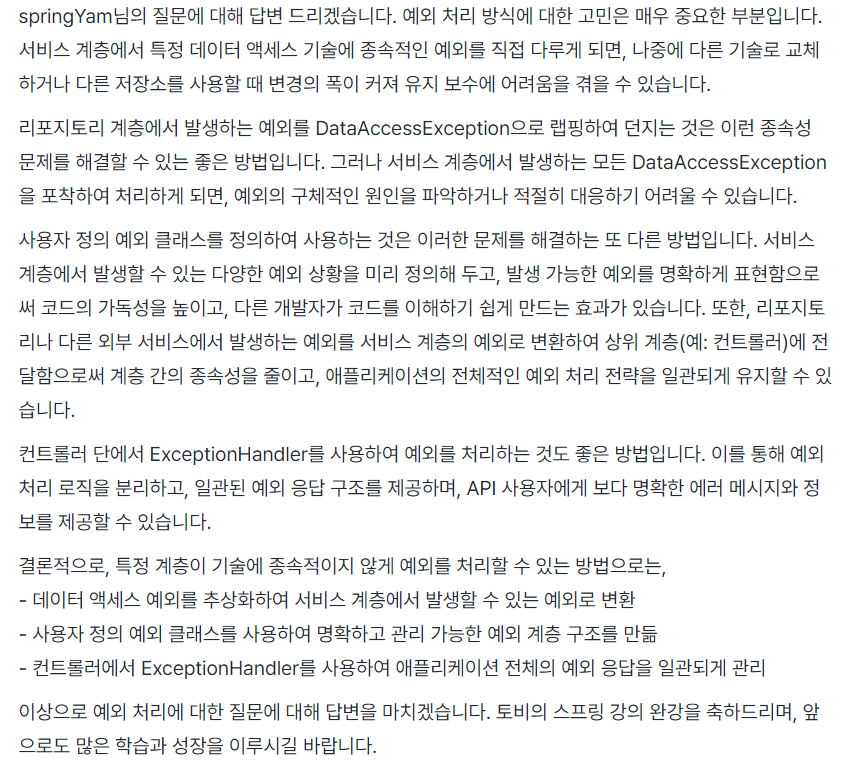 springYam님의 질문에 대해 답변 드리겠습니다. 예외 처리 방식에 대한 고민은 매우 중요한 부분입니다.
서비스 계층에서 특정 데이터 액세스 기술에 종속적인 예외를 직접 다루게 되면, 나중에 다른 기술로 교체
하거나 다른 저장소를 사용할 때 변경의 폭이 커져 유지 보수에 어려움을 겪을 수 있습니다.
리포지토리 계층에서 발생하는 예외를 DataAccessException으로 랩핑하여 던지는 것은 이런 종속성
문제를 해결할 수 있는 좋은 방법입니다. 그러나 서비스 계층에서 발생하는 모든 DataAccessException
을 포착하여 처리하게 되면, 예외의 구체적인 원인을 파악하거나 적절히 대응하기 어려울 수 있습니다.
사용자 정의 예외 클래스를 정의하여 사용하는 것은 이러한 문제를 해결하는 또 다른 방법입니다. 서비스
계층에서 발생할 수 있는 다양한 예외 상황을 미리 정의해 두고, 발생 가능한 예외를 명확하게 표현함으로
써 코드의 가독성을 높이고, 다른 개발자가 코드를 이해하기 쉽게 만드는 효과가 있습니다. 또한, 리포지토
리나 다른 외부 서비스에서 발생하는 예외를 서비스 계층의 예외로 변환하여 상위 계층(예: 컨트롤러)에 전
달함으로써 계층 간의 종속성을 줄이고, 애플리케이션의 전체적인 예외 처리 전략을 일관되게 유지할 수 있
습니다.
컨트롤러 단에서 ExceptionHandler를 사용하여 예외를 처리하는 것도 좋은 방법입니다. 이를 통해 예외
처리 로직을 분리하고, 일관된 예외 응답 구조를 제공하며, API 사용자에게 보다 명확한 에러 메시지와 정
보를 제공할 수 있습니다.
결론적으로, 특정 계층이 기술에 종속적이지 않게 예외를 처리할 수 있는 방법으로는,
- 데이터 액세스 예외를 추상화하여 서비스 계층에서 발생할 수 있는 예외로 변환
- 사용자 정의 예외 클래스를 사용하여 명확하고 관리 가능한 예외 계층 구조를 만듦
- 컨트롤러에서 ExceptionHandler를 사용하여 애플리케이션 전체의 예외 응답을 일관되게 관리
이상으로 예외 처리에 대한 질문에 대해 답변을 마치겠습니다. 토비의 스프링 강의 완강을 축하드리며, 앞
으로도 많은 학습과 성장을 이루시길 바랍니다.